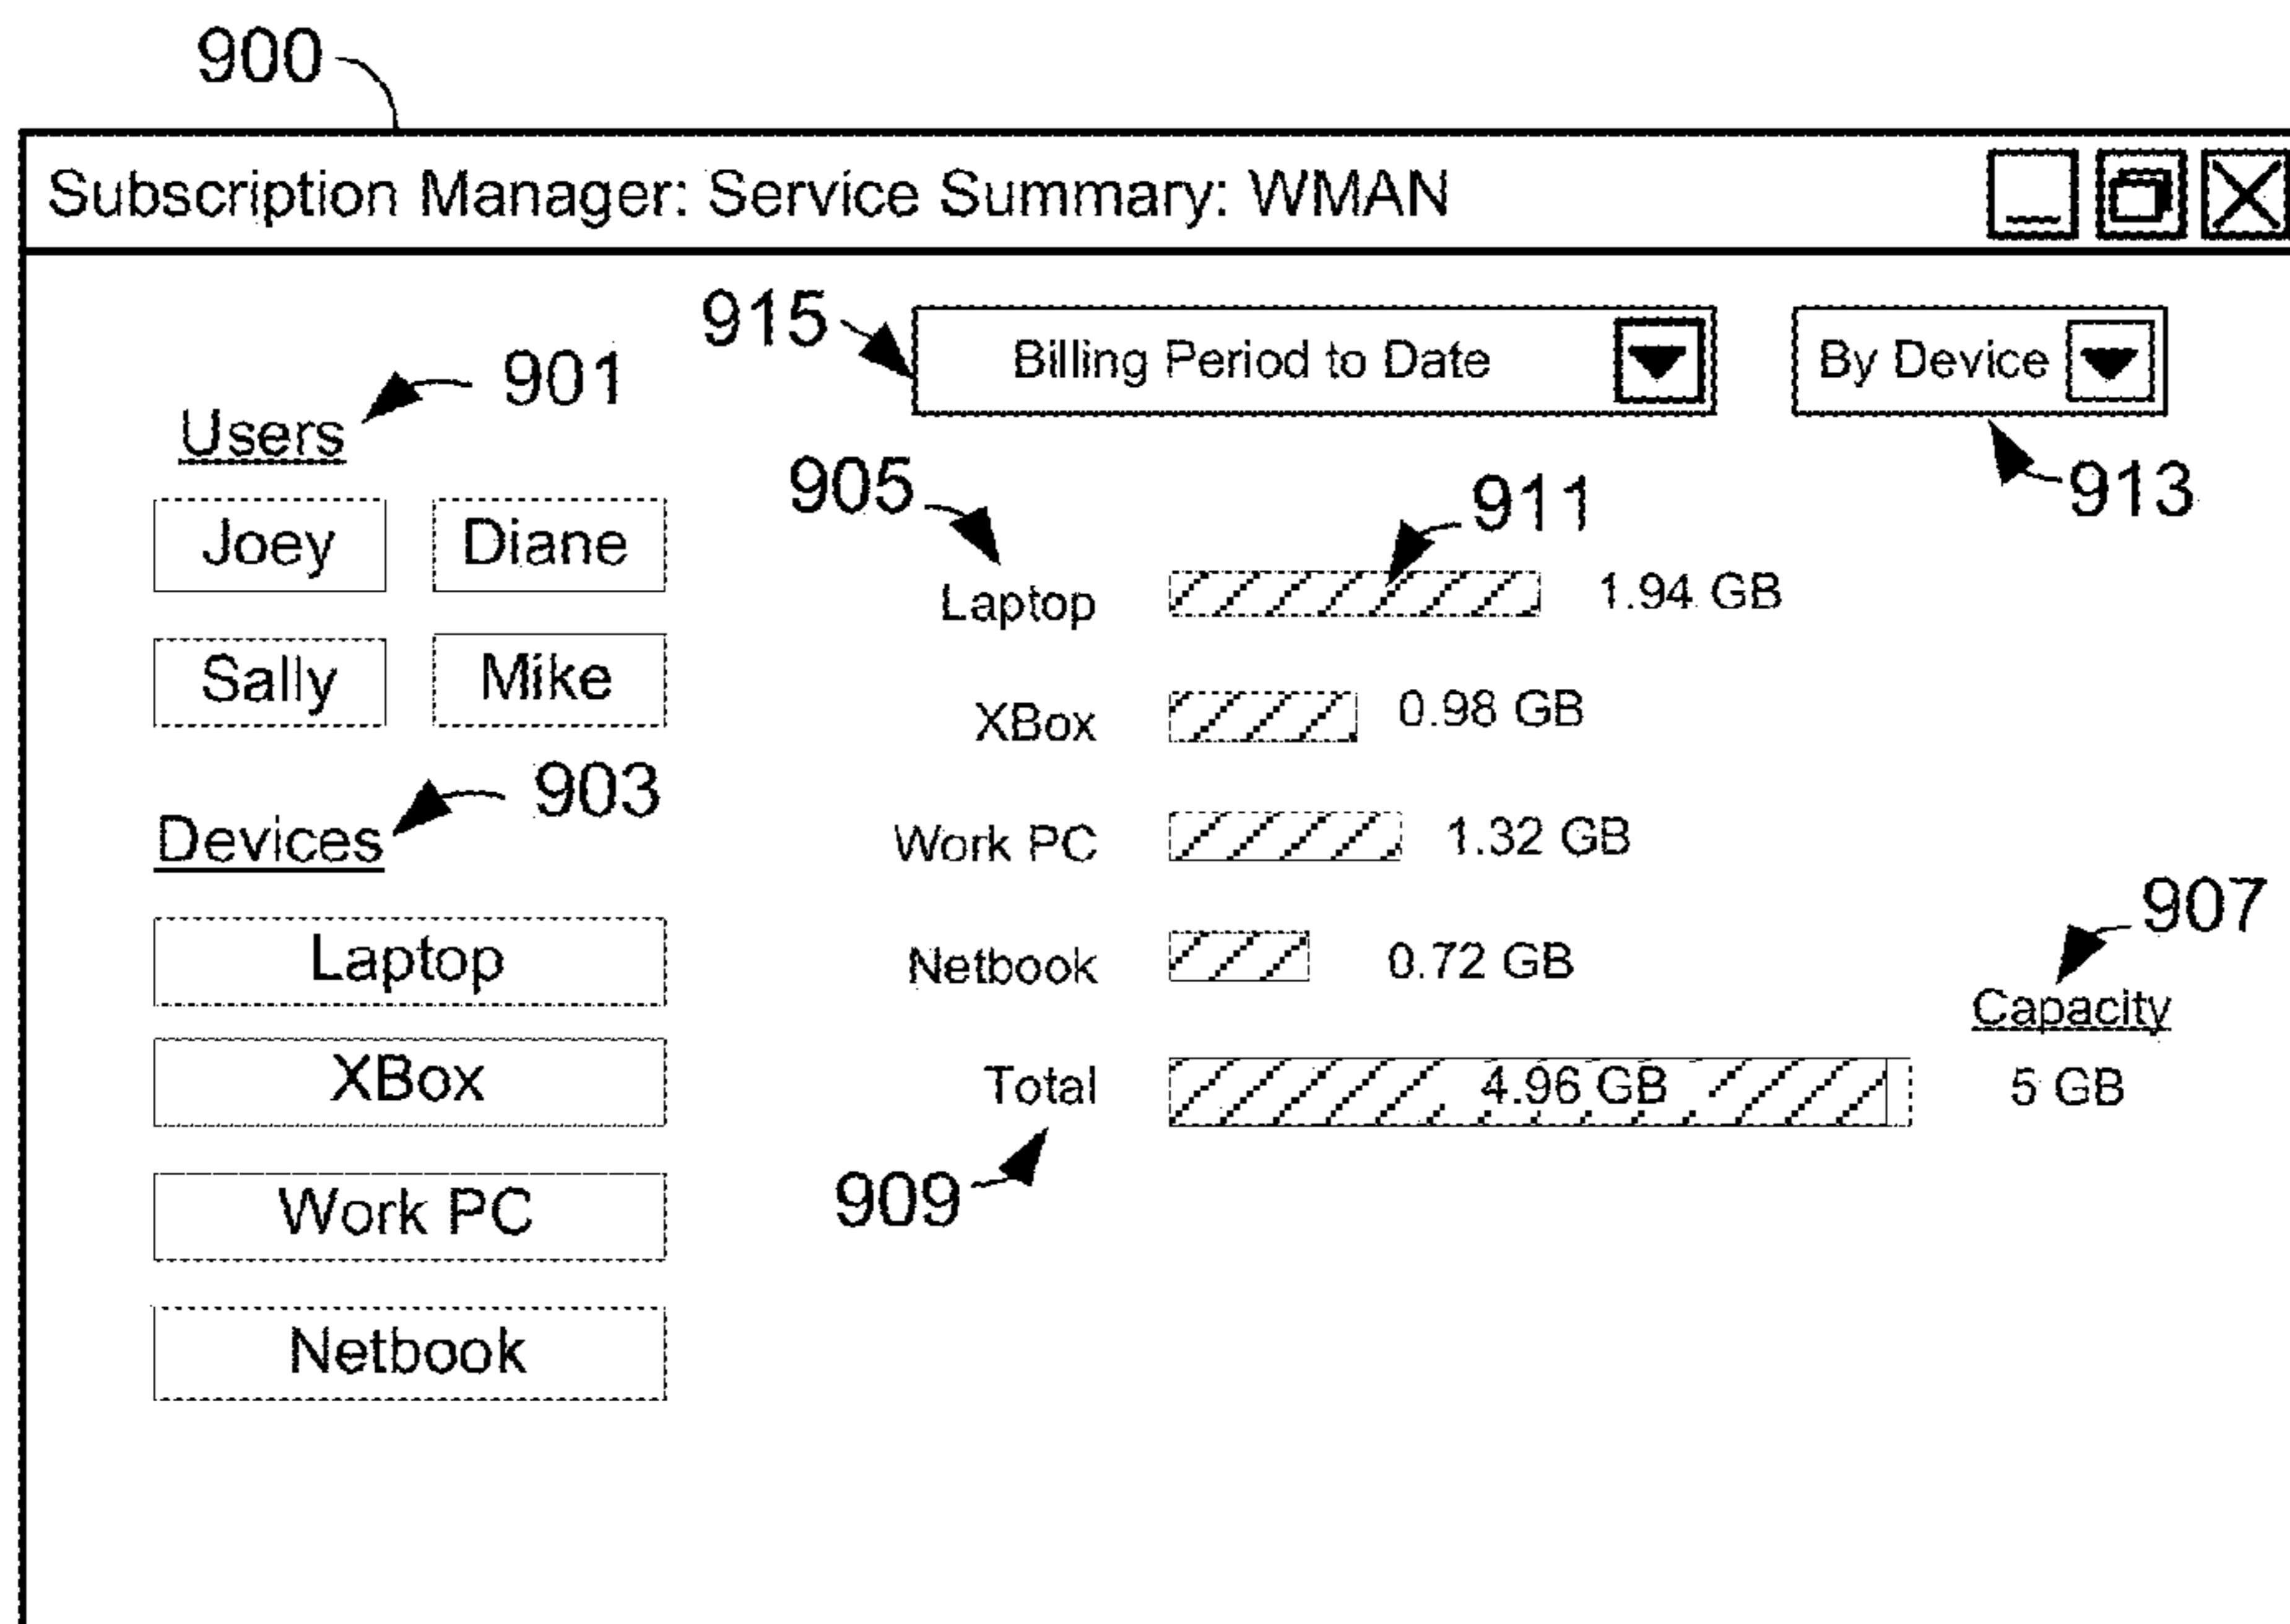 900
Subscription Manager: Service Summary: WMAN
915
Billing Period to Date
By Device
913
901
Users
Joey
Diane
Sally
Mike
903
Devices
Laptop
XBox
Work PC
Netbook
905
911
Laptop
1.94 GB
XBox
0.98 GB
Work PC
1.32 GB
Netbook
0.72 GB
907
Capacity
Total
4.96 GB
5 GB
909